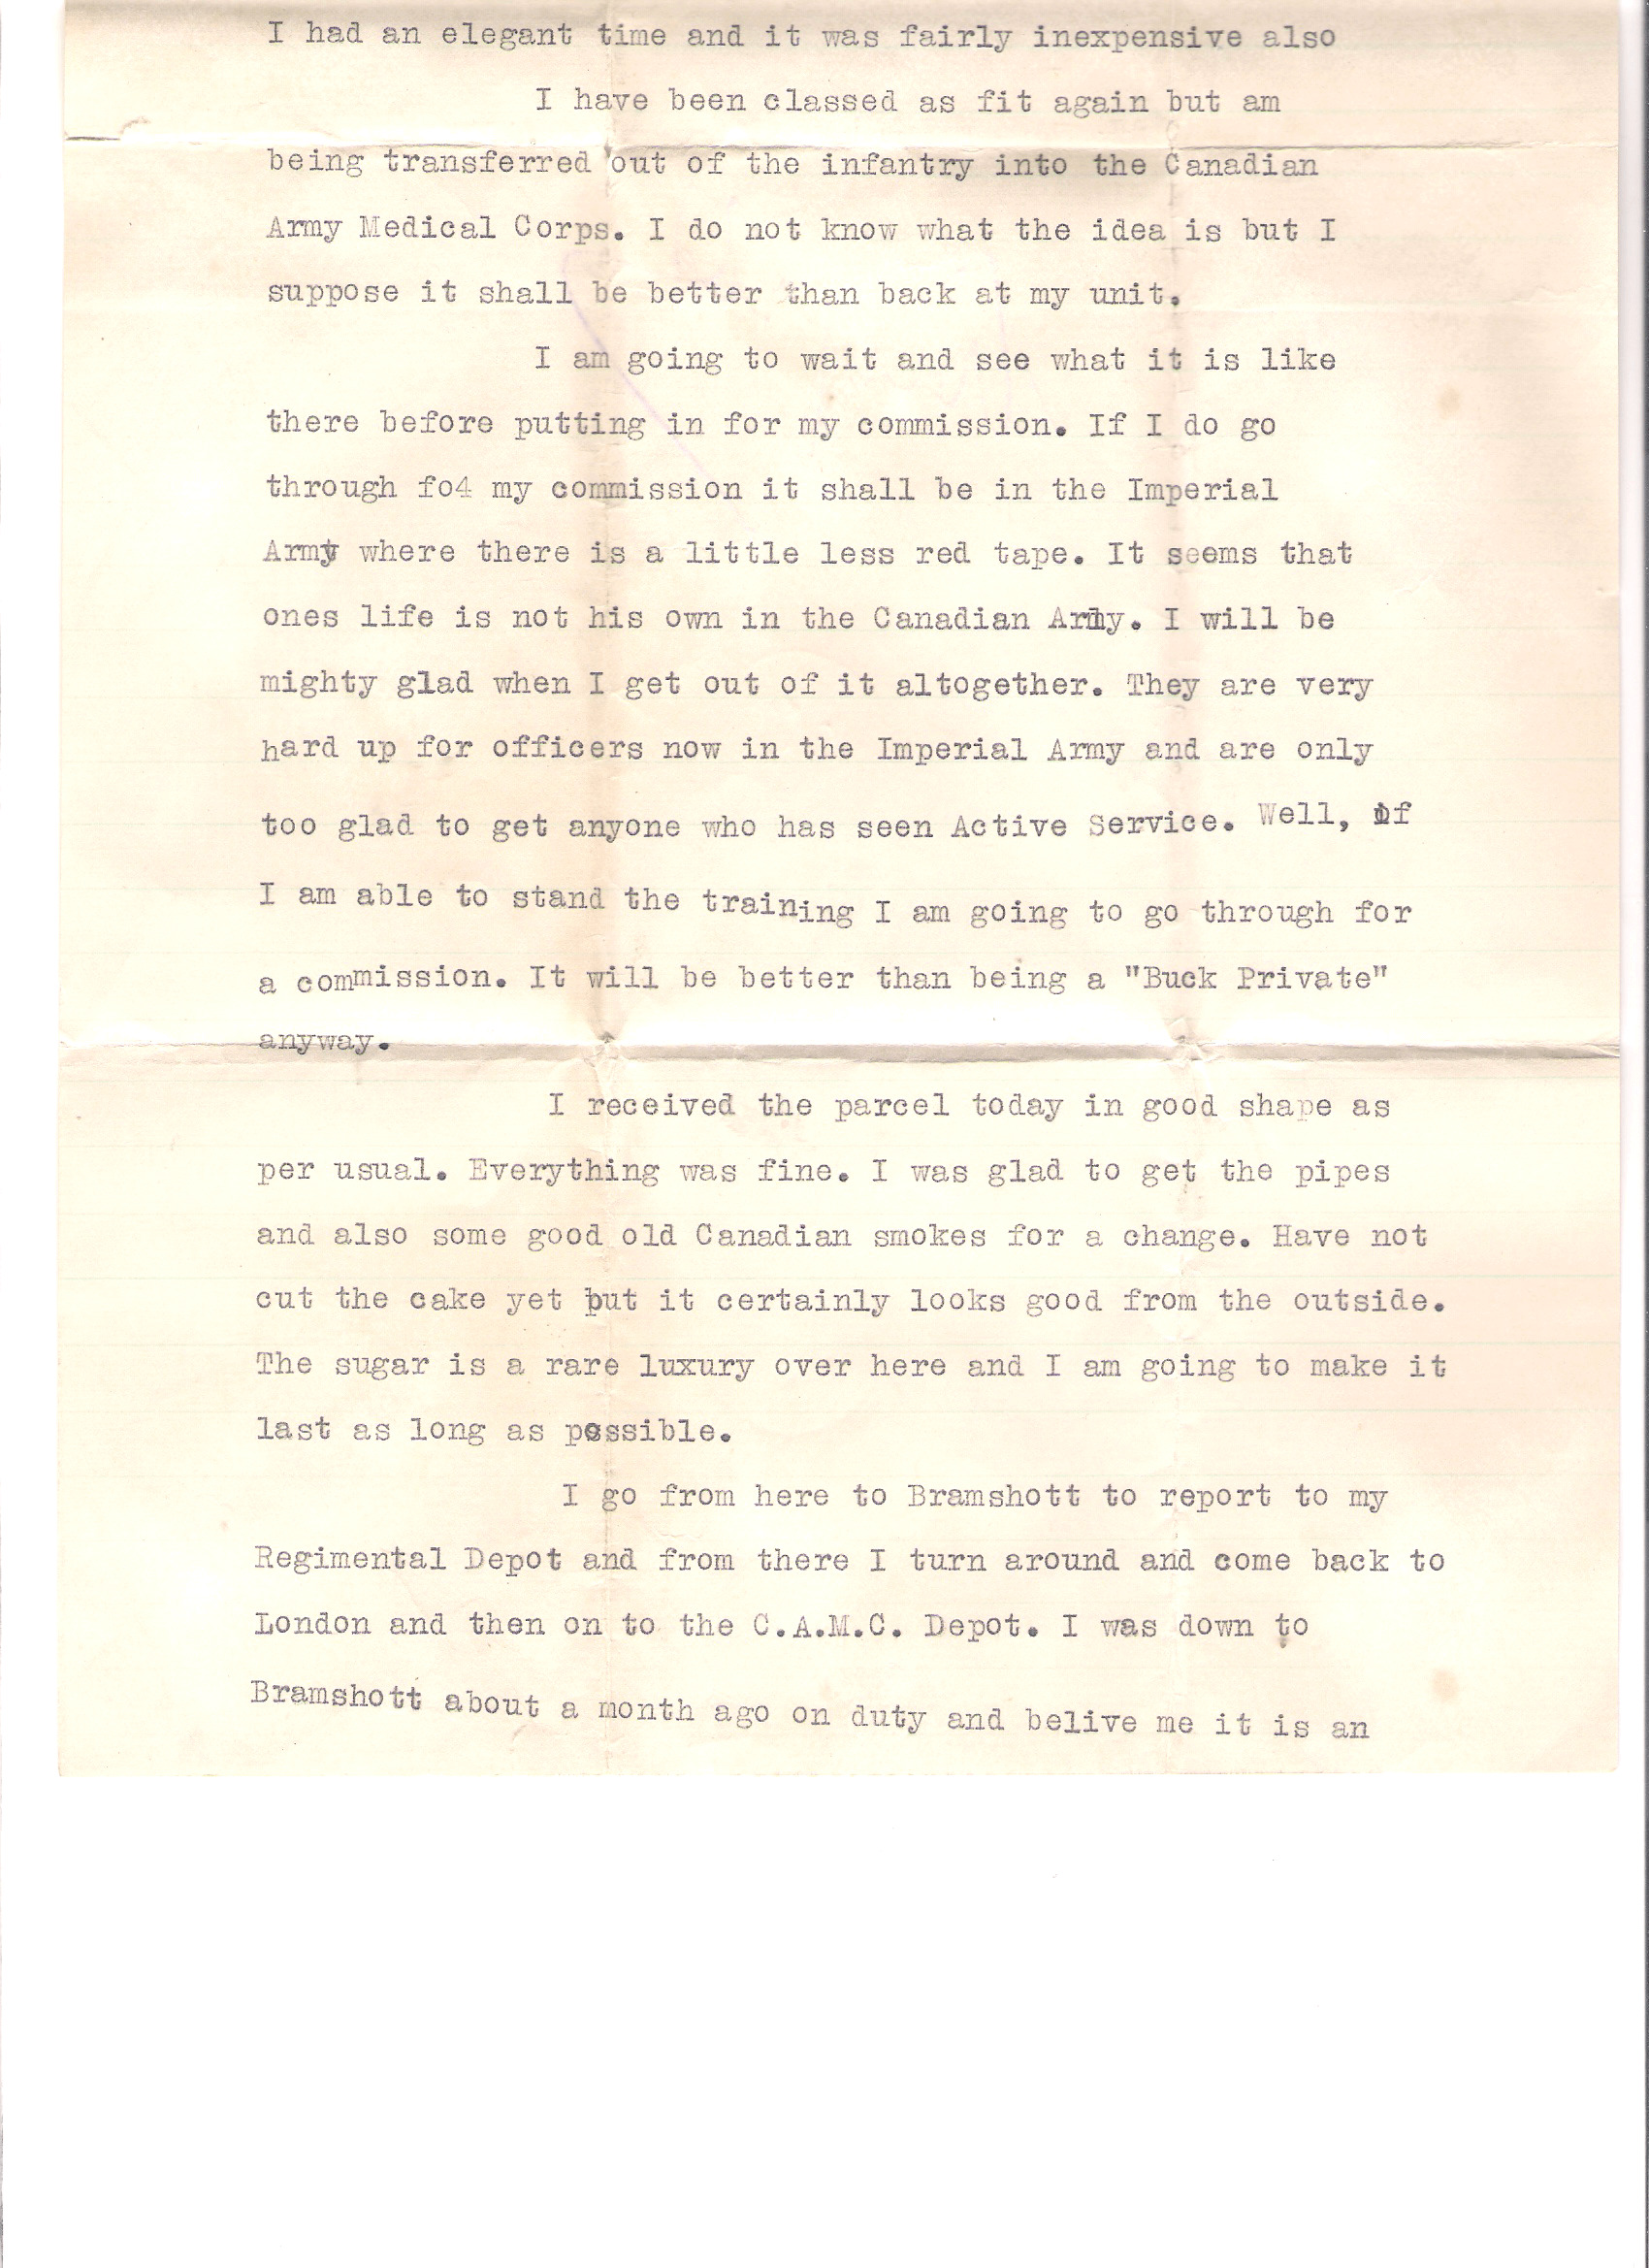 I had an elegant time and it was fairly inexpensive also
I have been classed as fit again but am
being transferred out of the infantry into the Canadian
Army Medical Corps. I do not know what the idea is but I
suppose it shall be better than back at my unit.
I am going to wait and see what it is like
there before putting in for my commission. If I do go
through fo4 my commission it shall be in the Imperial
Army where there is a little less red tape. It seems that
ones life is not his own in the Canadian Army. I will be
mighty glad when I get out of it altogether. They are very
hard up for officers now in the Imperial Army and are only
too glad to get anyone who has seen Active Service. Well, if
I am able to stand the training I am going to go through for
a commission. It will be better than being a "Buck Private"
anyway.
I received the parcel today in good shape as
per usual. Everything was fine. I was glad to get the pipes
and also some good old Canadian smokes for a change. Have not
cut the cake yet but it certainly looks good from the outside.
The sugar is a rare luxury over here and I am going to make it
last as long as possible.
I go from here to Bramshott to report to my
Regimental Depot and from there I turn around and come back to
London and then on to the C.A.M.C. Depot. I was down to
Bramshott about a month ago on duty and belive me it is an